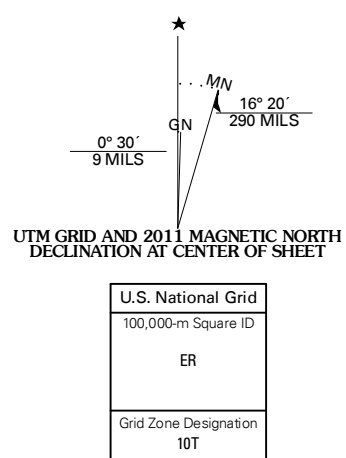 MN
16° 20´
290 MILS
GN
0° 30´
9 MILS
UTM GRID AND 2011 MAGNETIC NORTH
DECLINATION AT CENTER OF SHEET
U.S. National Grid
100,000-m Square ID
ER
Grid Zone Designation
10T